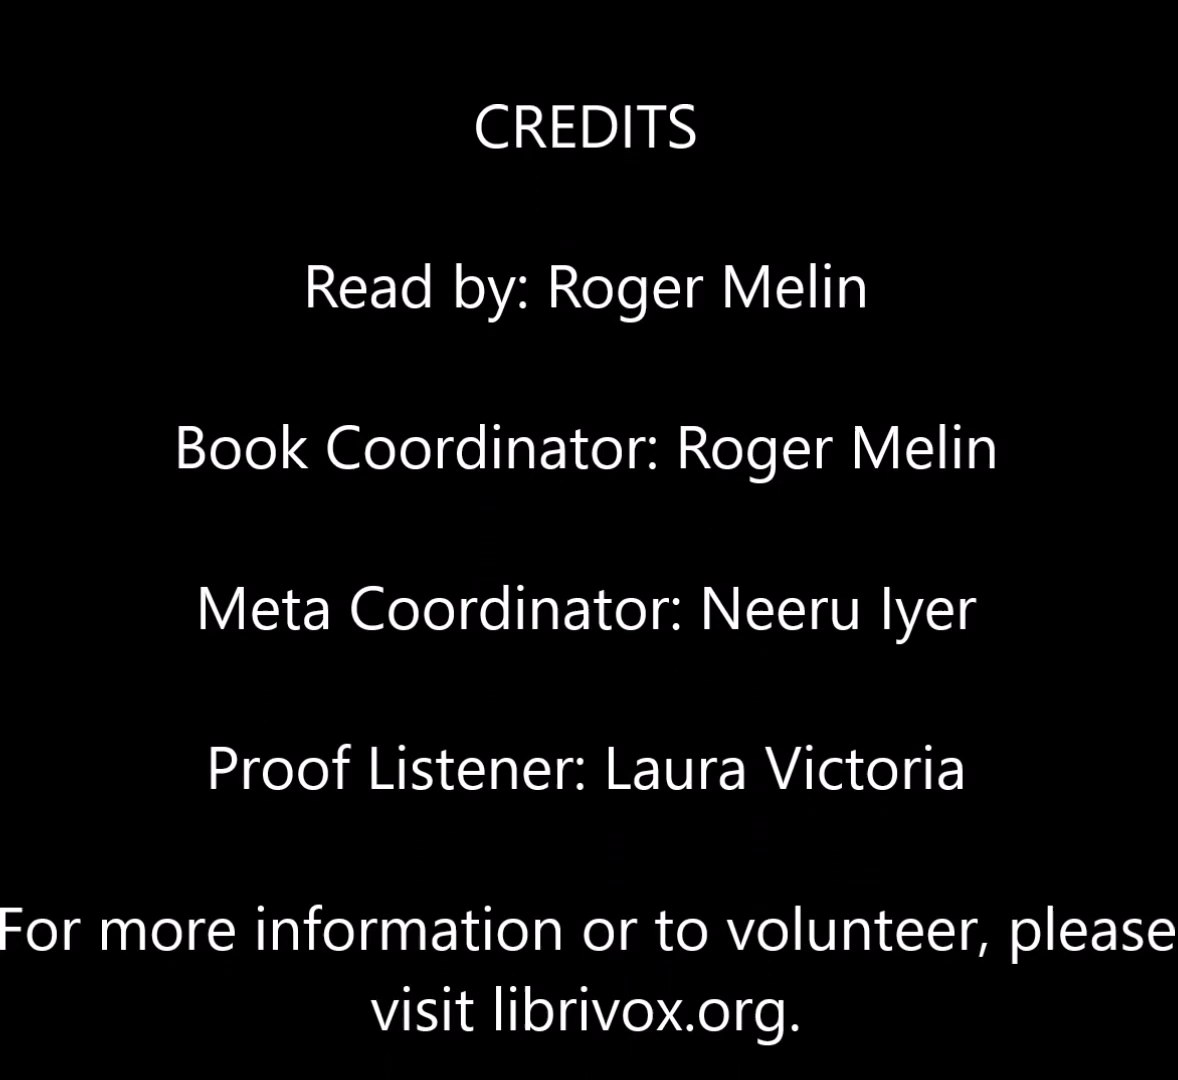 CREDITS
Read by: Roger Melin
Book Coordinator: Roger Melin
Meta Coordinator: Neeru Iyer
Proof Listener: Laura Victoria
For more information or to volunteer, please
visit librivox.org.